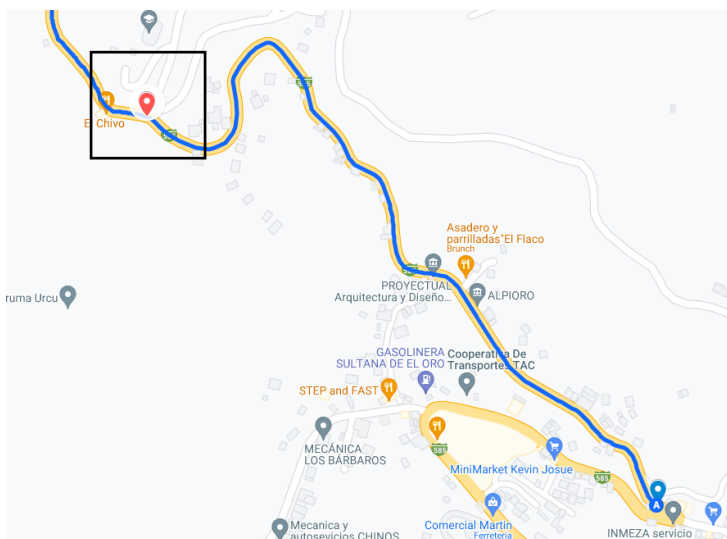 El Chivo
585
Asadero y
parrilladas"El Flaco
Brunch
PROYECTUAL
Arquitectura y Diseño...
ALPIORO
ruma Urcu
GASOLINERA
SULTANA DE EL ORO
Cooperativa De
Transportes TAC
STEP and FAST
MECÁNICA
LOS BÁRBAROS
585
585
MiniMarket Kevin Josue
A
Mecanica y
autosevicios CHINOS
Comercial Martin
Ferretería
INMEZA servicio